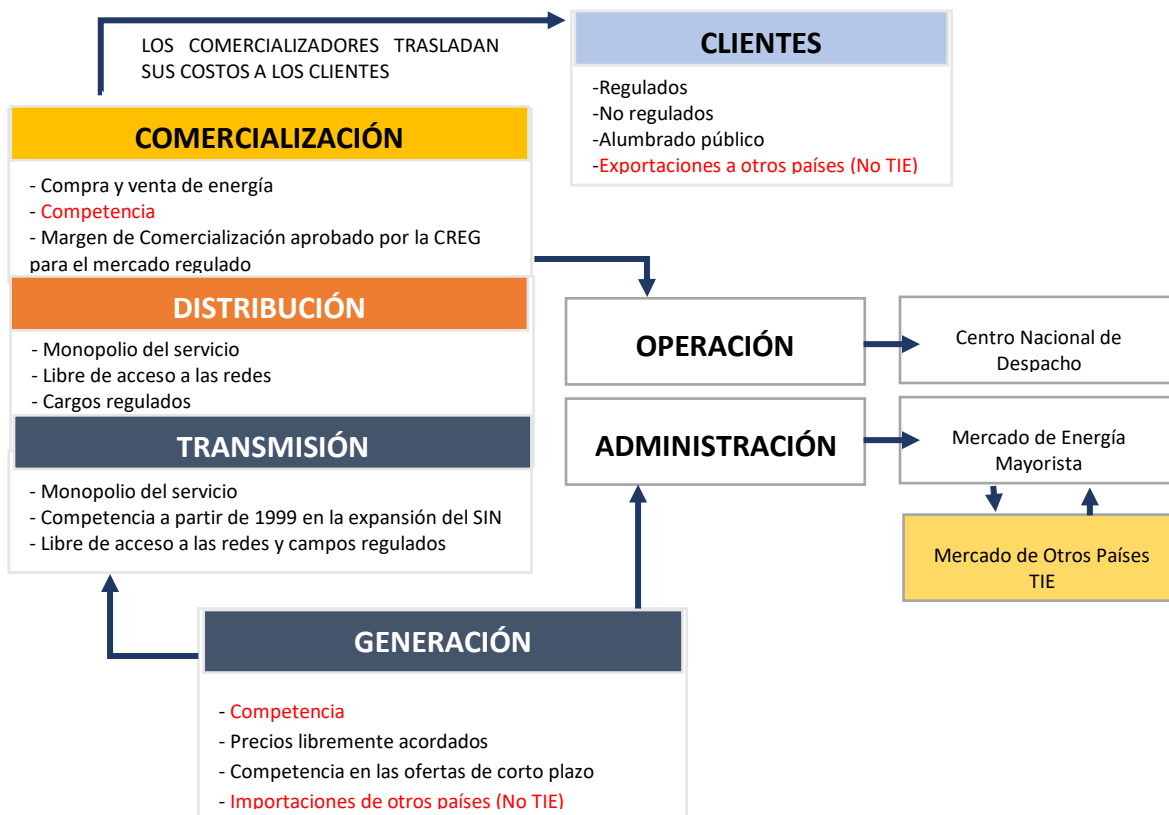 LOS COMERCIALIZADORES TRASLADAN
SUS COSTOS A LOS CLIENTES
CLIENTES
-Regulados
-No regulados
-Alumbrado público
-Exportaciones a otros países (No TIE)
COMERCIALIZACIÓN
- Compra y venta de energía
- Competencia
- Margen de Comercialización aprobado por la CREG
para el mercado regulado
DISTRIBUCIÓN
- Monopolio del servicio
- Libre de acceso a las redes
- Cargos regulados
TRANSMISIÓN
- Monopolio del servicio
- Competencia a partir de 1999 en la expansión del SIN
- Libre de acceso a las redes y campos regulados
OPERACIÓN
Centro Nacional de
Despacho
ADMINISTRACIÓN
Mercado de Energía
Mayorista
Mercado de Otros Países
TIE
GENERACIÓN
- Competencia
- Precios libremente acordados
- Competencia en las ofertas de corto plazo
- Importaciones de otros países (No TIE)